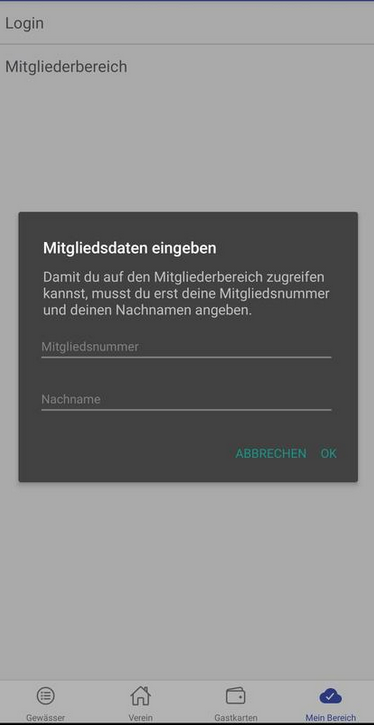 Login
Mitgliederbereich
Mitgliedsdaten eingeben
Damit du auf den Mitgliederbereich zugreifen
kannst, musst du erst deine Mitgliedsnummer
und deinen Nachnamen angeben.
Mitgliedsnummer
Nachname
ABBRECHEN OK
Gewässer Verein Gastkarten Mein Bereich